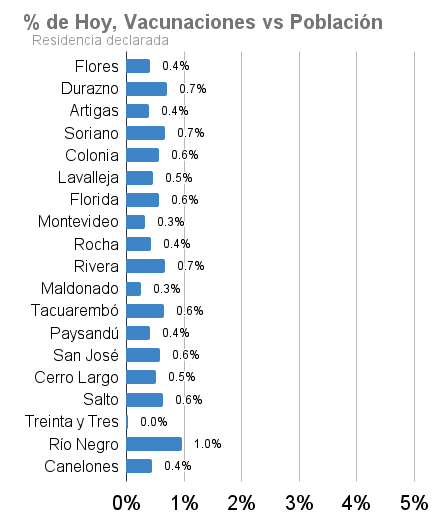 % de Hoy, Vacunaciones vs Población
Residencia declarada
Flores 0.4%
Durazno 0.7%
Artigas 0.4%
Soriano 0.7%
Colonia 0.6%
Lavalleja 0.5%
Florida 0.6%
Montevideo 0.3%
Rocha 0.4%
Rivera 0.7%
Maldonado 0.3%
Tacuarembó 0.6%
Paysandú 0.4%
San José 0.6%
Cerro Largo 0.5%
Salto 0.6%
Treinta y Tres 0.0%
Río Negro 1.0%
Canelones 0.4%
0% 1% 2% 3% 4% 5%